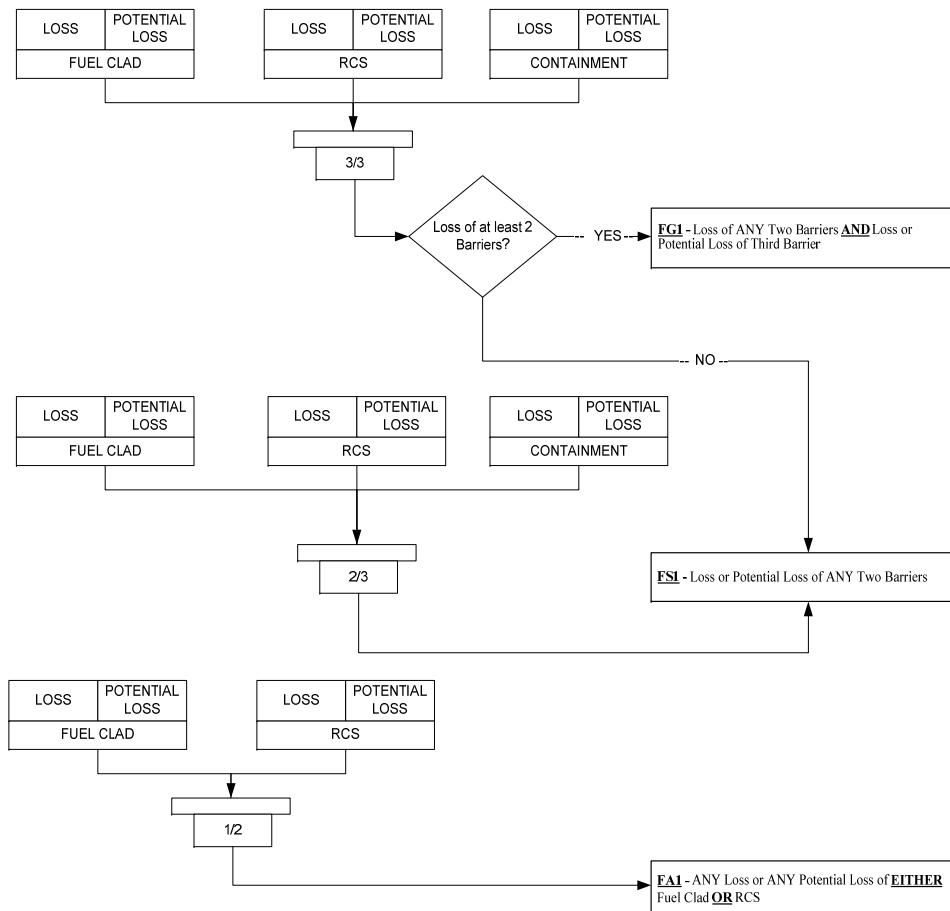 LOSS
POTENTIAL
LOSS
FUEL CLAD
LOSS
POTENTIAL
LOSS
RCS
LOSS
POTENTIAL
LOSS
CONTAINMENT
3/3
Loss of at least 2
Barriers?
-- YES--
FG1 - Loss of ANY Two Barriers AND Loss or
Potential Loss of Third Barrier
-- NO --
LOSS
POTENTIAL
LOSS
FUEL CLAD
LOSS
POTENTIAL
LOSS
RCS
LOSS
POTENTIAL
LOSS
CONTAINMENT
2/3
FS1 - Loss or Potential Loss of ANY Two Barriers
LOSS
POTENTIAL
LOSS
FUEL CLAD
LOSS
POTENTIAL
LOSS
RCS
1/2
FA1 - ANY Loss or ANY Potential Loss of EITHER
Fuel Clad OR RCS